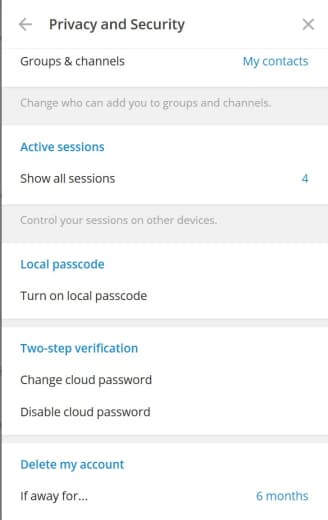 Privacy and Security
Groups & channels My contacts
Change who can add you to groups and channels.
Active sessions
Show all sessions 4
Control your sessions on other devices.
Local passcode
Turn on local passcode
Two-step verification
Change cloud password
Disable cloud password
Delete my account
If away for... 6 months